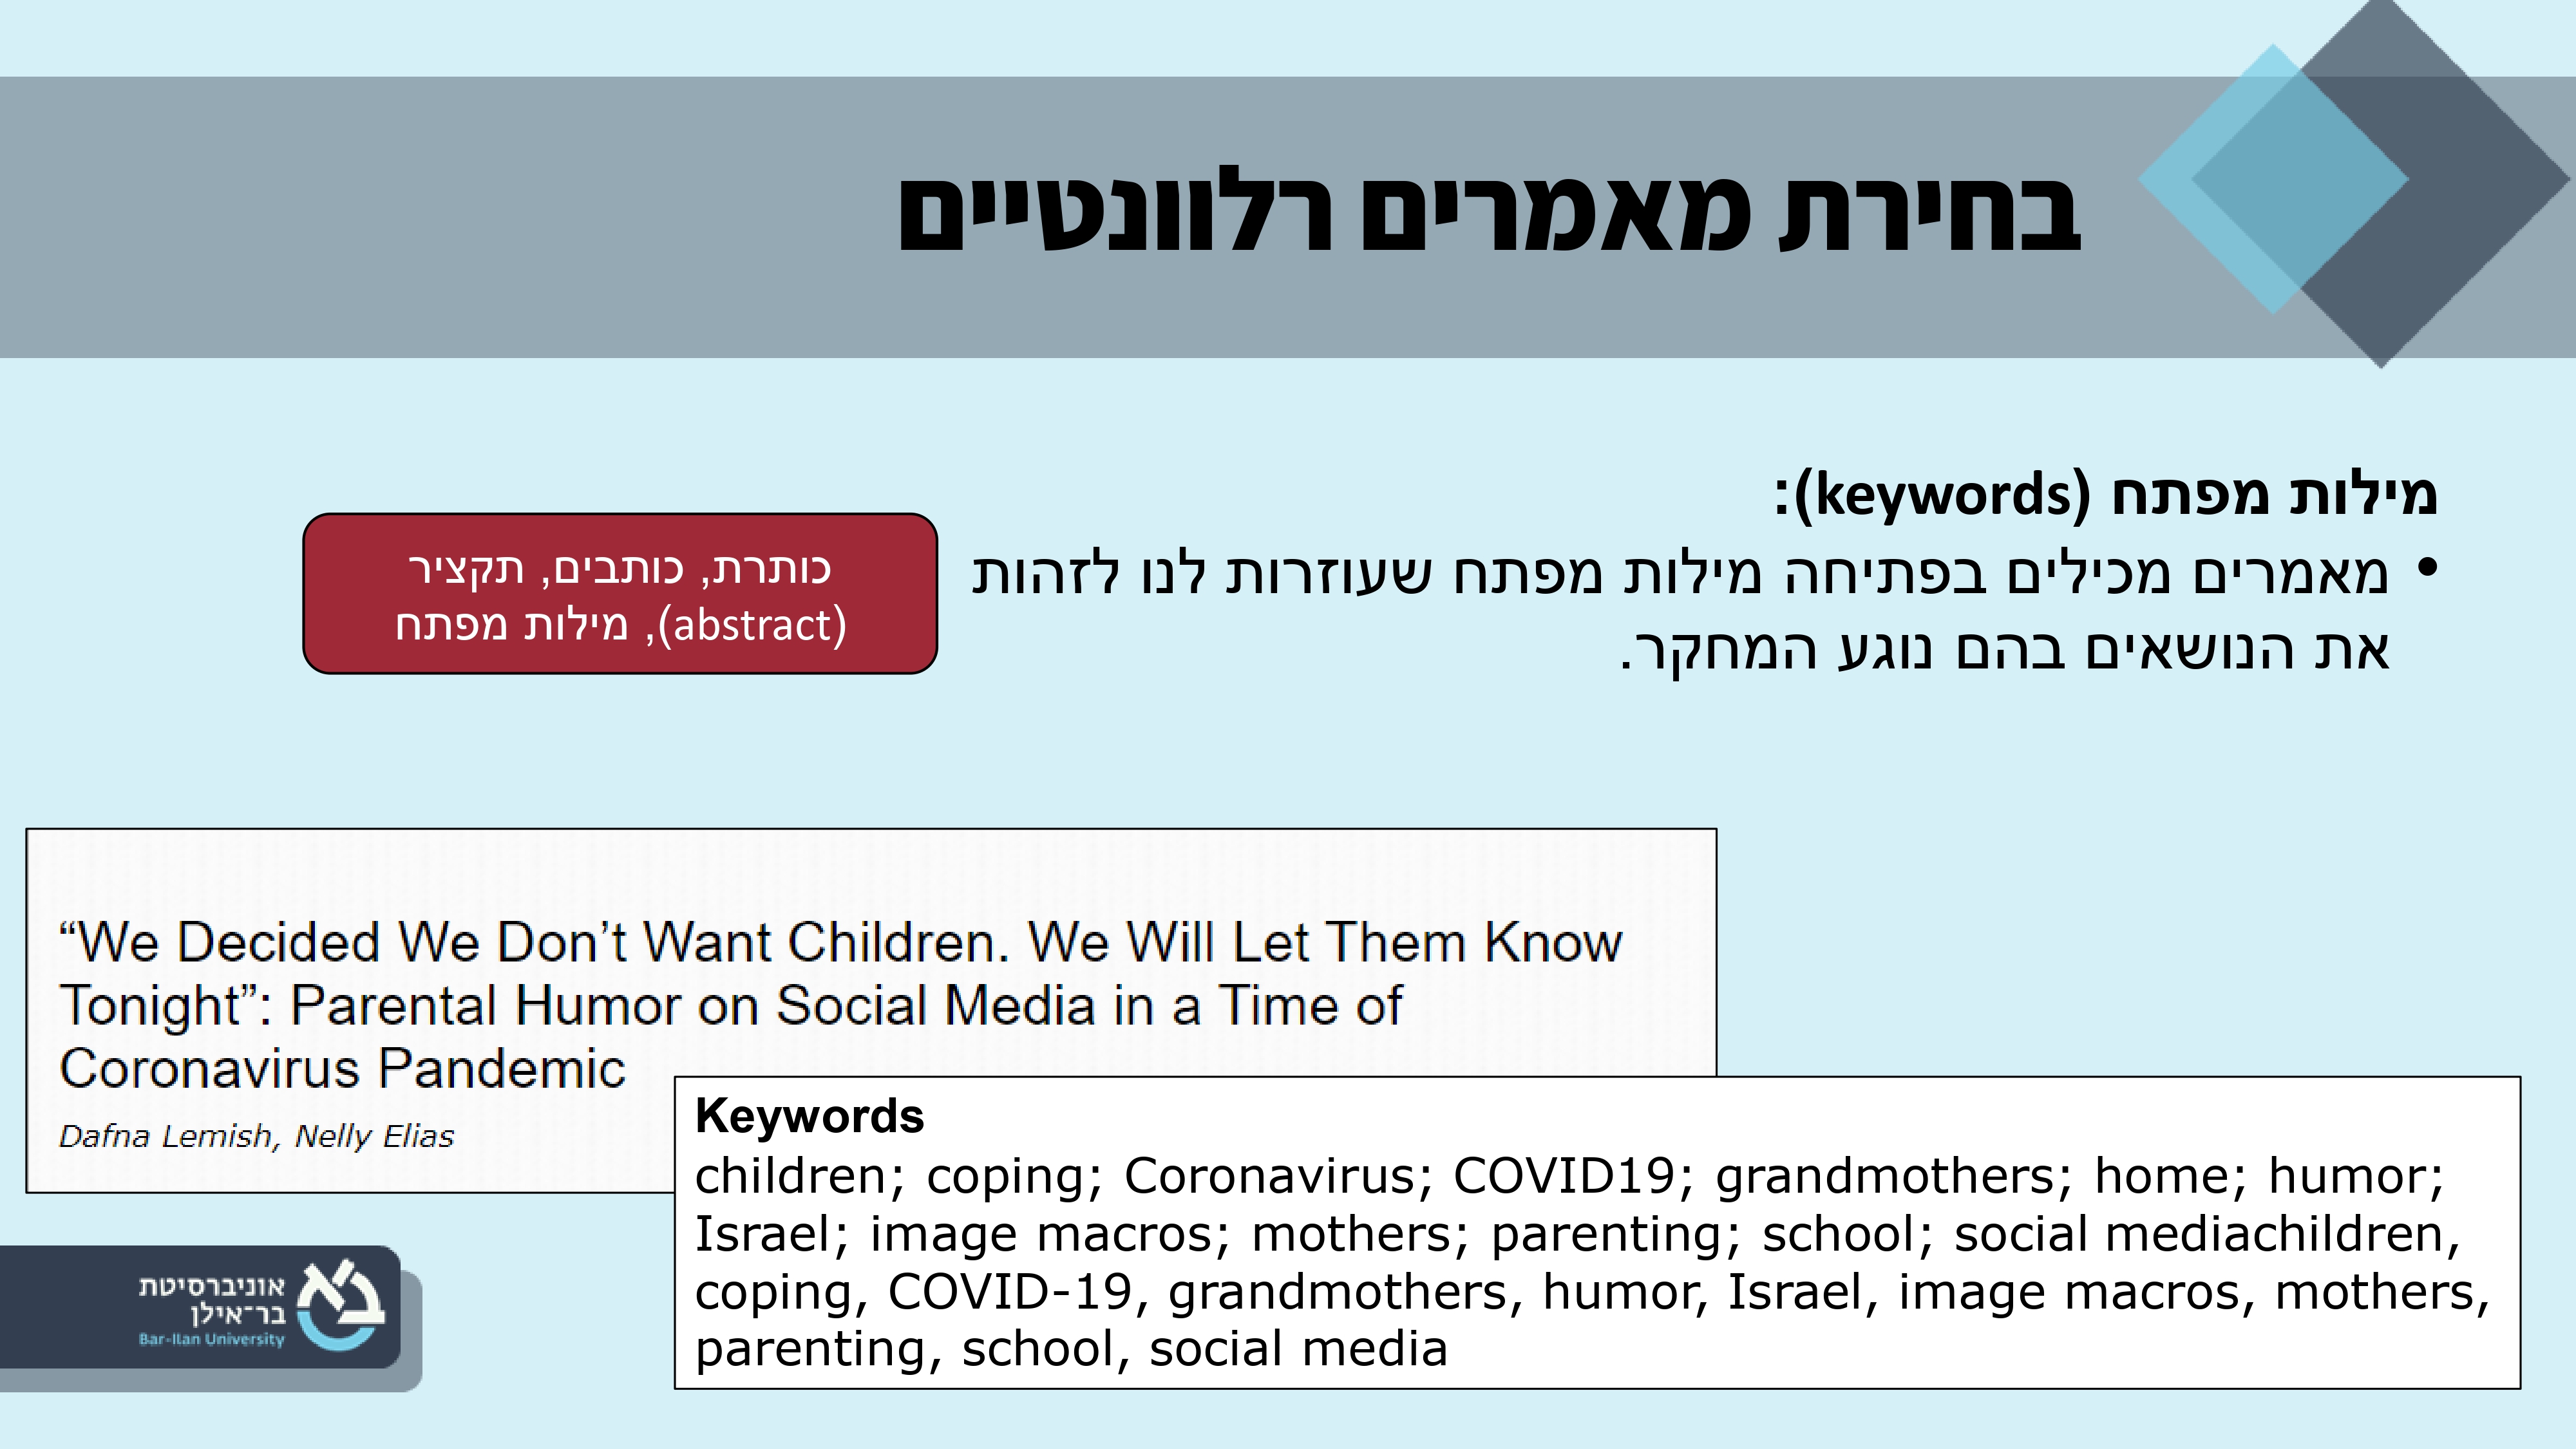 בחירת מאמרים רלוונטיים
מילות מפתח (keywords):
• מאמרים מכילים בפתיחה מילות מפתח שעוזרות לנו לזהות
את הנושאים בהם נוגע המחקר.
כותרת, כותבים, תקציר
(abstract), מילות מפתח
“We Decided We Don’t Want Children. We Will Let Them Know
Tonight”: Parental Humor on Social Media in a Time of
Coronavirus Pandemic
Dafna Lemish, Nelly Elias
Keywords
children; coping; Coronavirus; COVID19; grandmothers; home; humor;
Israel; image macros; mothers; parenting; school; social mediachildren,
coping, COVID-19, grandmothers, humor, Israel, image macros, mothers,
parenting, school, social media
אוניברסיטת
בר־אילן
Bar-Ilan University